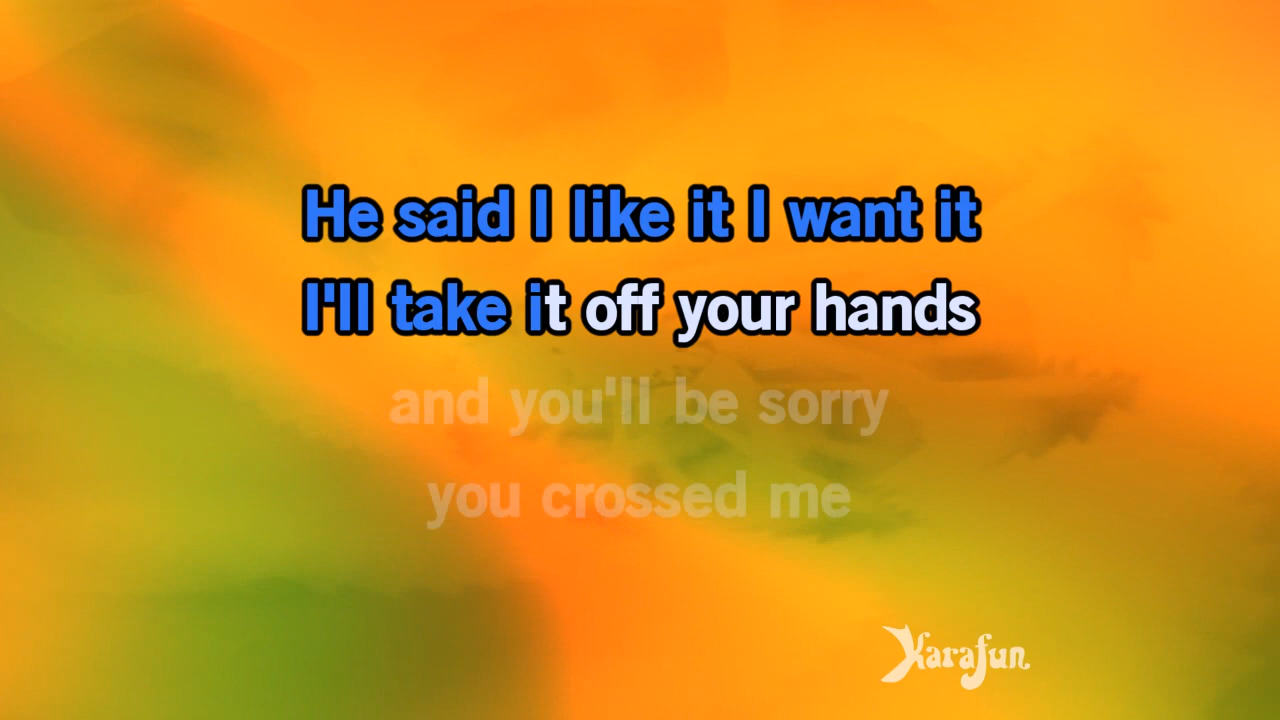 He said I like it I want it
I'll take it off your hands
and you'll be sorry
you crossed me
Karafun